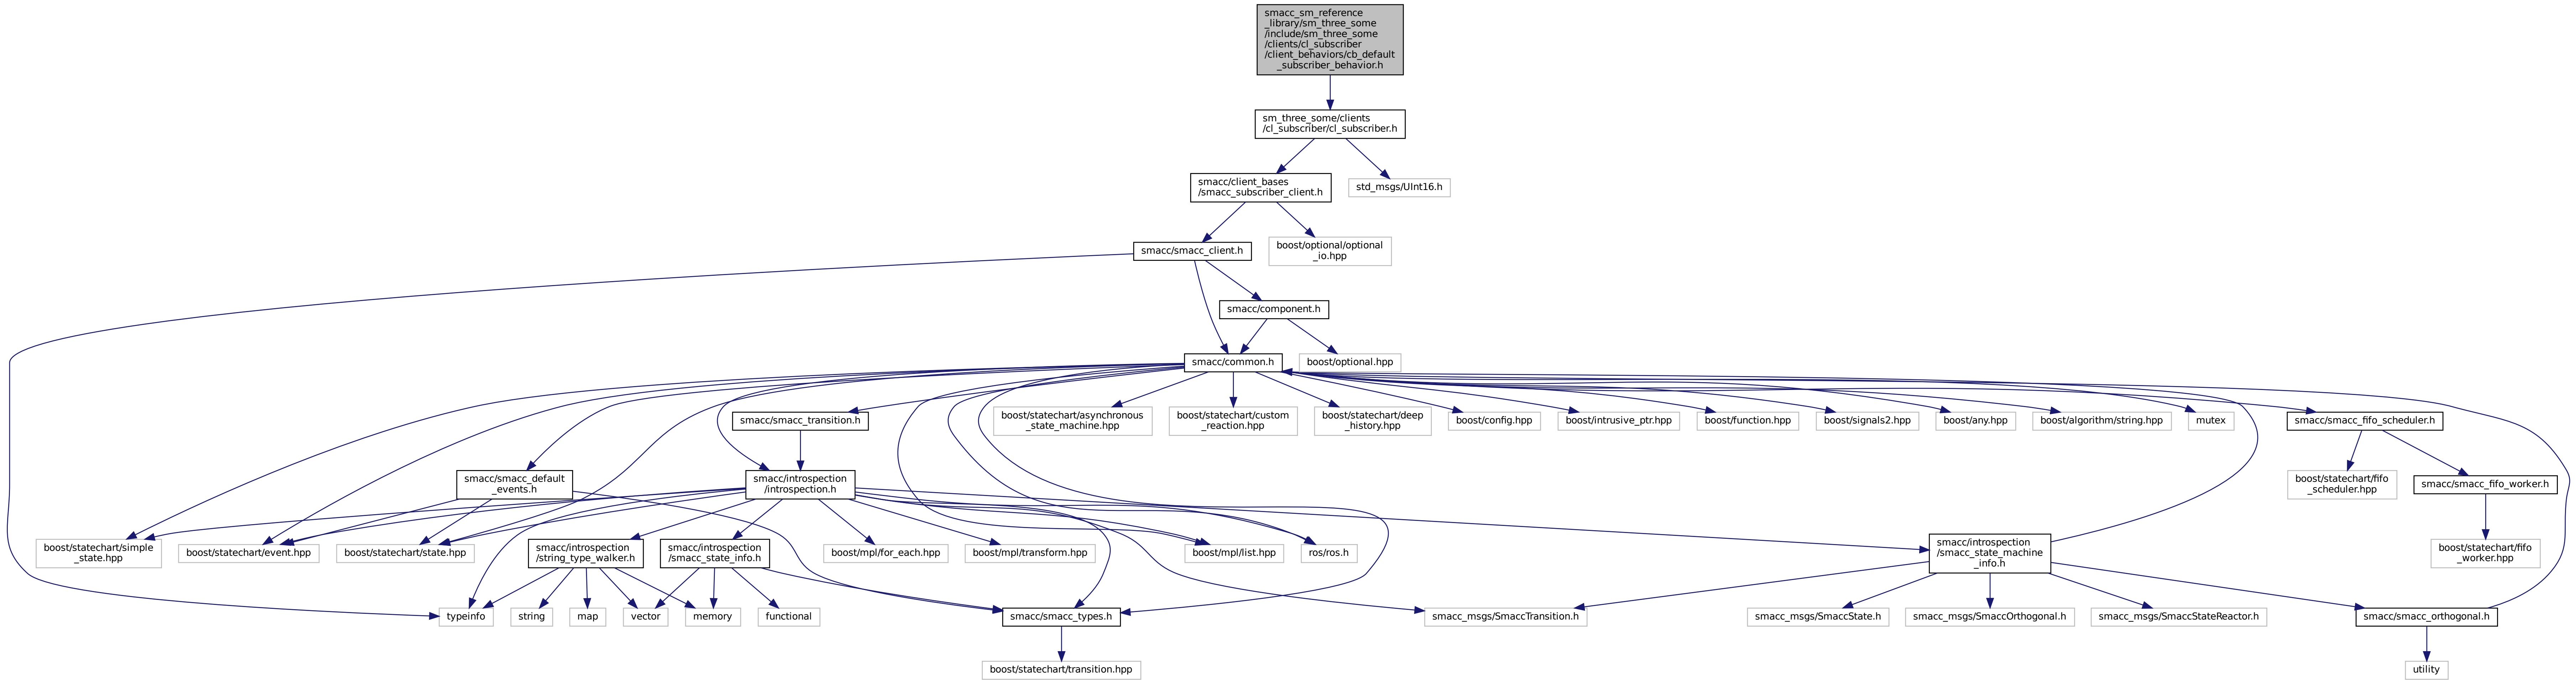 smacc_sm_reference
_library/sm_three_some
/include/sm_three_some
/clients/cl_subscriber
/client_behaviors/cb_default
_subscriber_behavior.h
sm_three_some/clients
/cl_subscriber/cl_subscriber.h
smacc/client_bases
/smacc_subscriber_client.h
std_msgs/UInt16.h
smacc/smacc_client.h
boost/optional/optional
_io.hpp
smacc/component.h
smacc/common.h
boost/optional.hpp
smacc/smacc_transition.h
boost/statechart/asynchronous
_state_machine.hpp
boost/statechart/custom
_reaction.hpp
boost/statechart/deep
_history.hpp
boost/config.hpp
boost/intrusive_ptr.hpp
boost/function.hpp
boost/signals2.hpp
boost/any.hpp
boost/algorithm/string.hpp
mutex
smacc/smacc_fifo_scheduler.h
smacc/smacc_default
_events.h
smacc/introspection
/introspection.h
boost/statechart/fifo
_scheduler.hpp
smacc/smacc_fifo_worker.h
boost/statechart/simple
_state.hpp
boost/statechart/event.hpp
boost/statechart/state.hpp
smacc/introspection
/string_type_walker.h
smacc/introspection
/smacc_state_info.h
boost/mpl/for_each.hpp
boost/mpl/transform.hpp
boost/mpl/list.hpp
ros/ros.h
smacc/introspection
/smacc_state_machine
_info.h
boost/statechart/fifo
_worker.hpp
typeinfo
string
map
vector
memory
functional
smacc/smacc_types.h
smacc_msgs/SmaccTransition.h
smacc_msgs/SmaccState.h
smacc_msgs/SmaccOrthogonal.h
smacc_msgs/SmaccStateReactor.h
smacc/smacc_orthogonal.h
boost/statechart/transition.hpp
utility